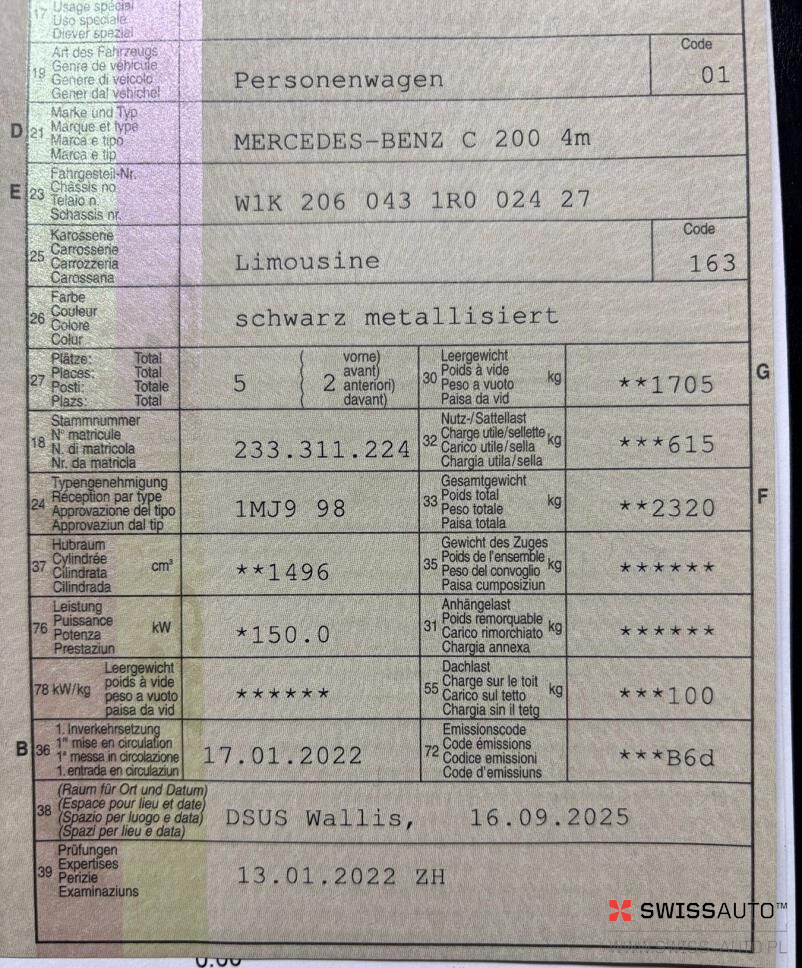 17 Usage spécial
Uso speciale
Diever spezial
19 Art des Fahrzeugs
Genre de véhicule
Genere di veicolo
Gener dal vehichel
Personenwagen
Code
01
D 21 Marke und Typ
Marque et type
Marca e tipo
Marca e tip
MERCEDES-BENZ C 200 4m
E 23 Fahrgestell-Nr.
Châssis no
Telaio n.
Schassis nr.
W1K 206 043 1R0 024 27
25 Karosserie
Carrosserie
Carrozzeria
Carossaria
Limousine
Code
163
26 Farbe
Couleur
Colore
Colur
schwarz metallisiert
27 Plätze: Total
Places: Total
Posti: Totale
Plazs: Total
5 ( 2 vorne)
avant)
anteriori)
davant)
30 Leergewicht
Poids à vide kg
Peso a vuoto
Paisa da vid
**1705
G
18 Stammnummer
N° matricule
N. di matricola
Nr. da matricla
233.311.224
32 Nutz-/Sattellast
Charge utile/sellette kg
Carico utile/sella
Chargia utila/sella
***615
24 Typengenehmigung
Réception par type
Approvazione del tipo
Approvaziun dal tip
1MJ9 98
33 Gesamtgewicht
Poids total kg
Peso totale
Paisa totala
**2320
F
37 Hubraum
Cylindrée cm³
Cilindrata
Cilindrada
**1496
35 Gewicht des Zuges
Poids de l'ensemble kg
Peso del convoglio
Paisa cumposiziun
******
76 Leistung
Puissance kW
Potenza
Prestaziun
*150.0
31 Anhängelast
Poids remorquable kg
Carico rimorchiato
Chargia annexa
******
78 kW/kg Leergewicht
poids à vide
peso a vuoto
paisa da vid
******
55 Dachlast
Charge sur le toit kg
Carico sul tetto
Chargia sin il tetg
***100
B 36 1. Inverkehrsetzung
1re mise en circulation
1a messa in circolazione
1. entrada en circulaziun
17.01.2022
72 Emissionscode
Code émissions
Codice emissioni
Code d'emissiuns
***B6d
38 (Raum für Ort und Datum)
(Espace pour lieu et date)
(Spazio per luogo e data)
(Spazi per lieu e data)
DSUS Wallis, 16.09.2025
39 Prüfungen
Expertises
Perizie
Examinaziuns
13.01.2022 ZH
SWISSAUTO™
WWW.SWISSAUTO.PL
0.00